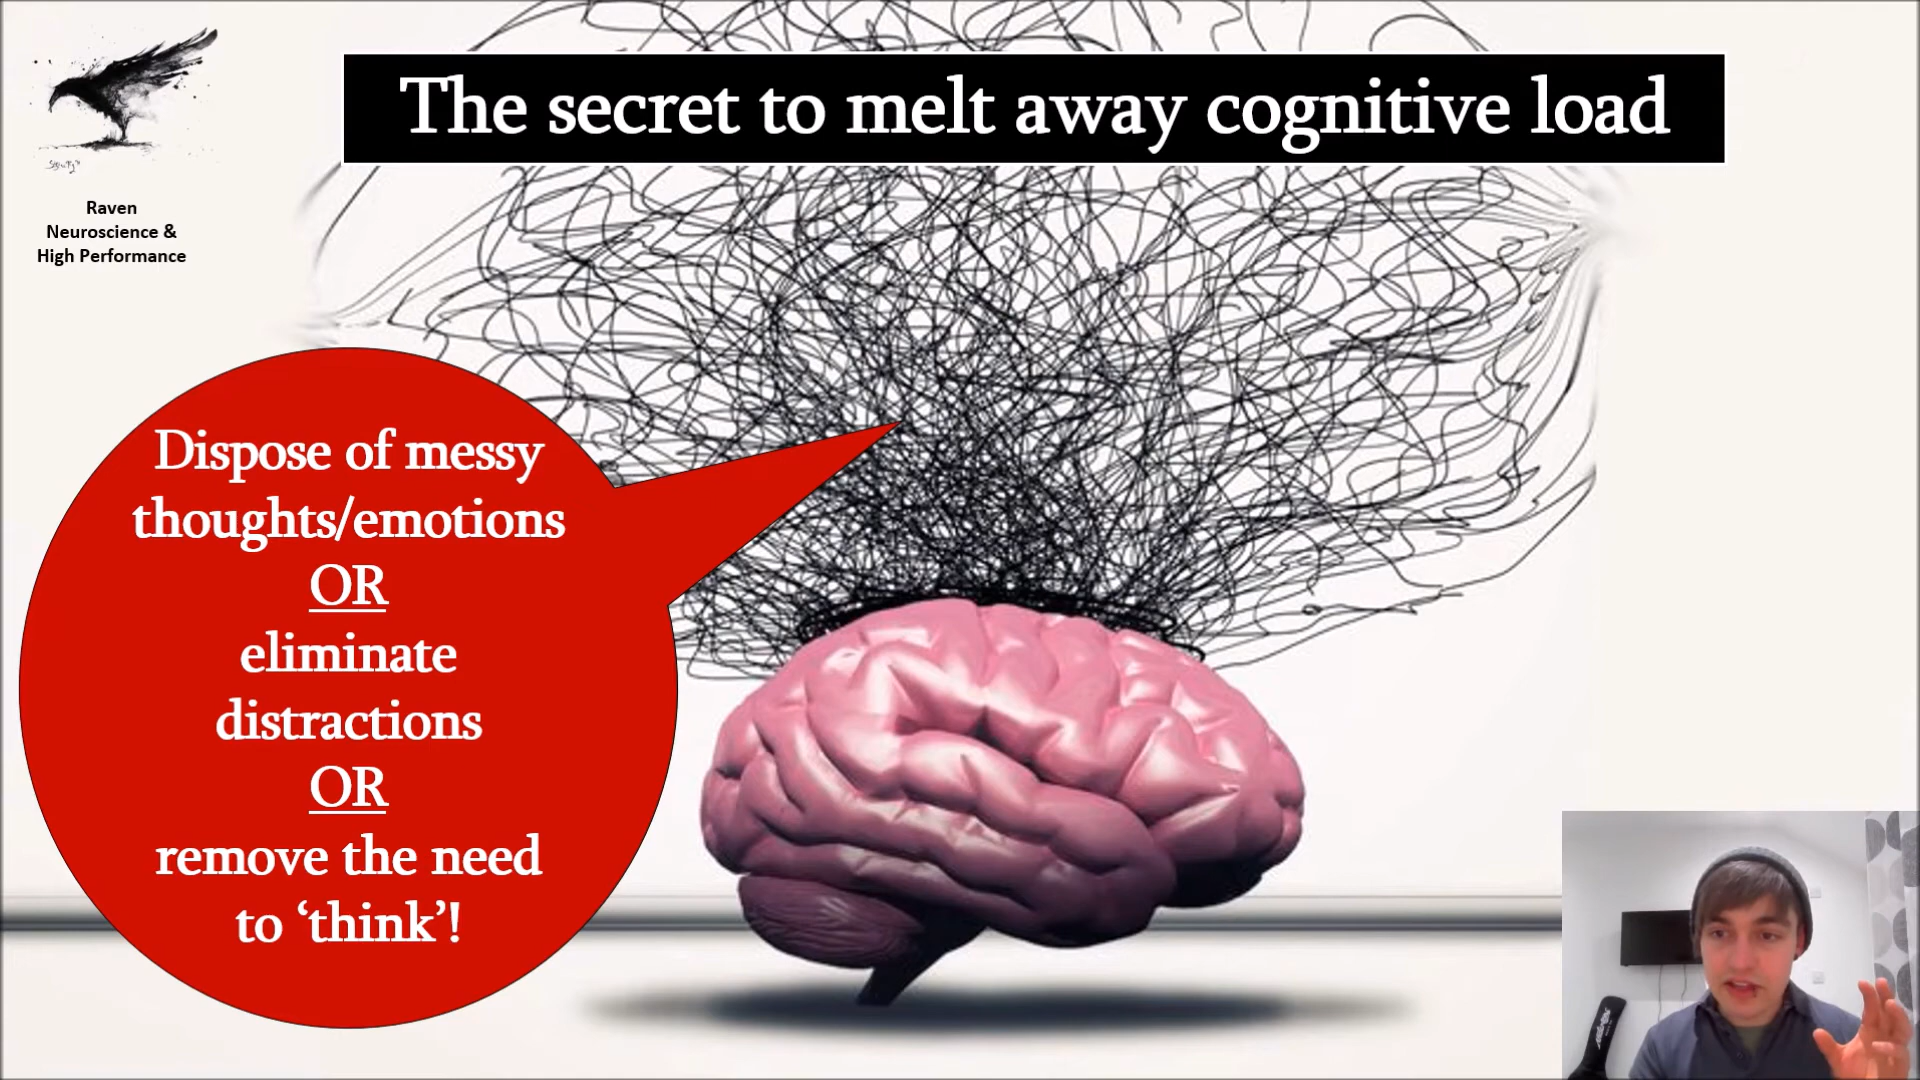 The secret to melt away cognitive load
Raven
Neuroscience &
High Performance
Dispose of messy
thoughts/emotions
OR
eliminate
distractions
OR
remove the need
to ‘think’!